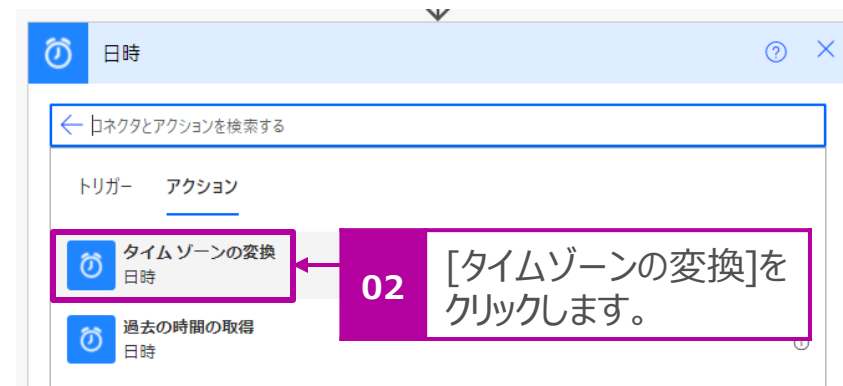 日時
コネクタとアクションを検索する
トリガー アクション
タイム ゾーンの変換
日時
02
[タイムゾーンの変換]を
クリックします。
過去の時間の取得
日時